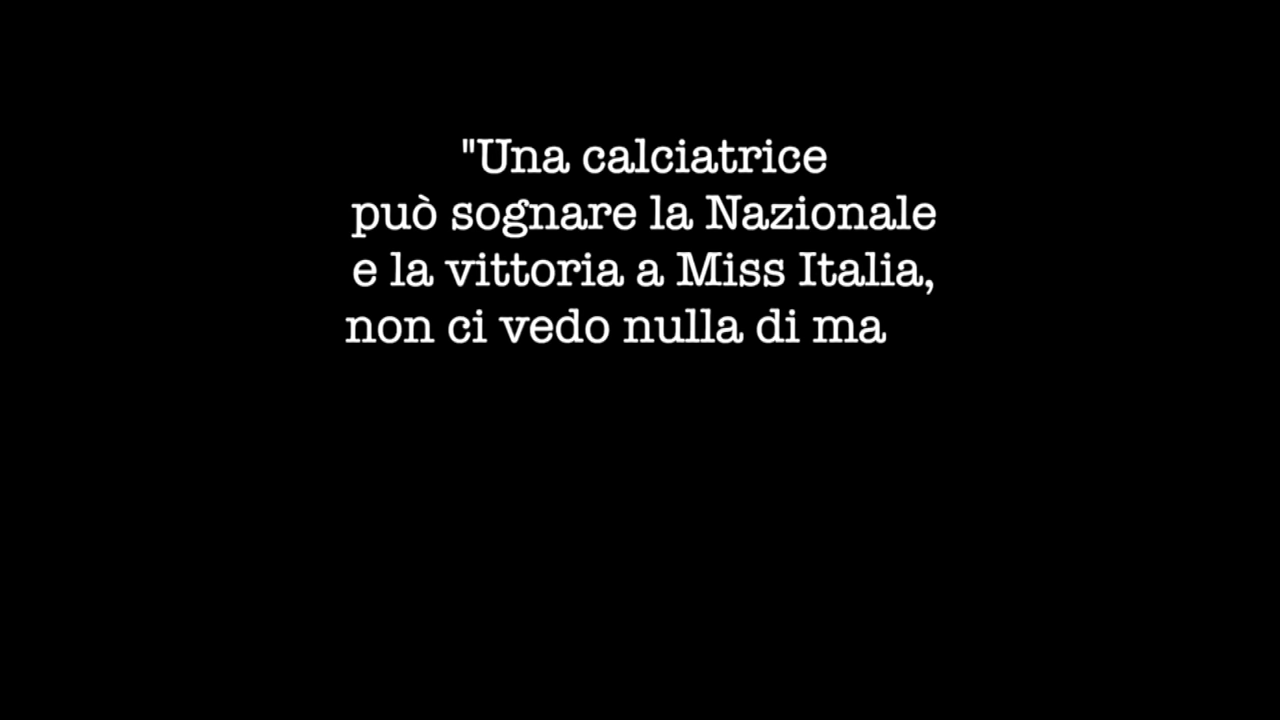 "Una calciatrice
può sognare la Nazionale
e la vittoria a Miss Italia,
non ci vedo nulla di ma